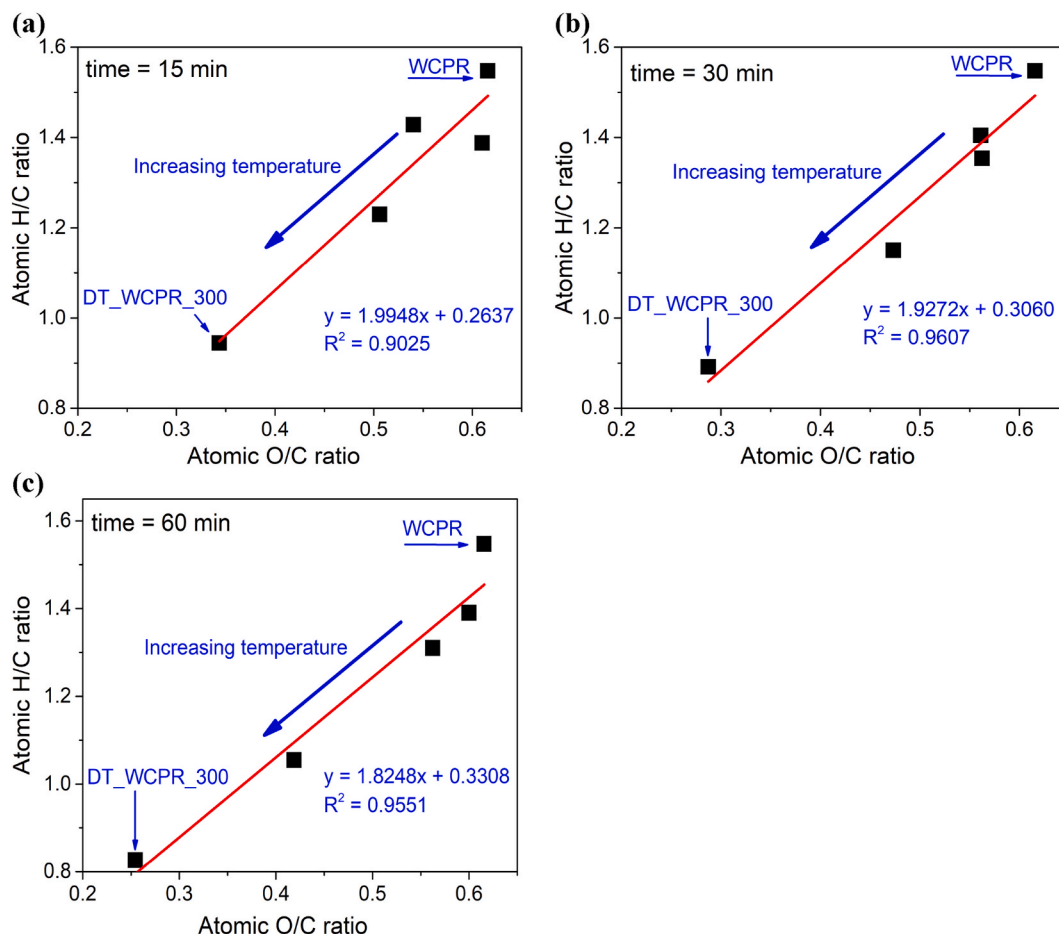 (a)
time = 15 min
WCPR
Increasing temperature
DT_WCPR_300
y = 1.9948x + 0.2637
R² = 0.9025
Atomic H/C ratio
1.6
1.4
1.2
1.0
0.8
0.2 0.3 0.4 0.5 0.6
Atomic O/C ratio
(b)
time = 30 min
WCPR
Increasing temperature
DT_WCPR_300
y = 1.9272x + 0.3060
R² = 0.9607
Atomic H/C ratio
1.6
1.4
1.2
1.0
0.8
0.2 0.3 0.4 0.5 0.6
Atomic O/C ratio
(c)
time = 60 min
WCPR
Increasing temperature
DT_WCPR_300
y = 1.8248x + 0.3308
R² = 0.9551
Atomic H/C ratio
1.6
1.4
1.2
1.0
0.8
0.2 0.3 0.4 0.5 0.6
Atomic O/C ratio